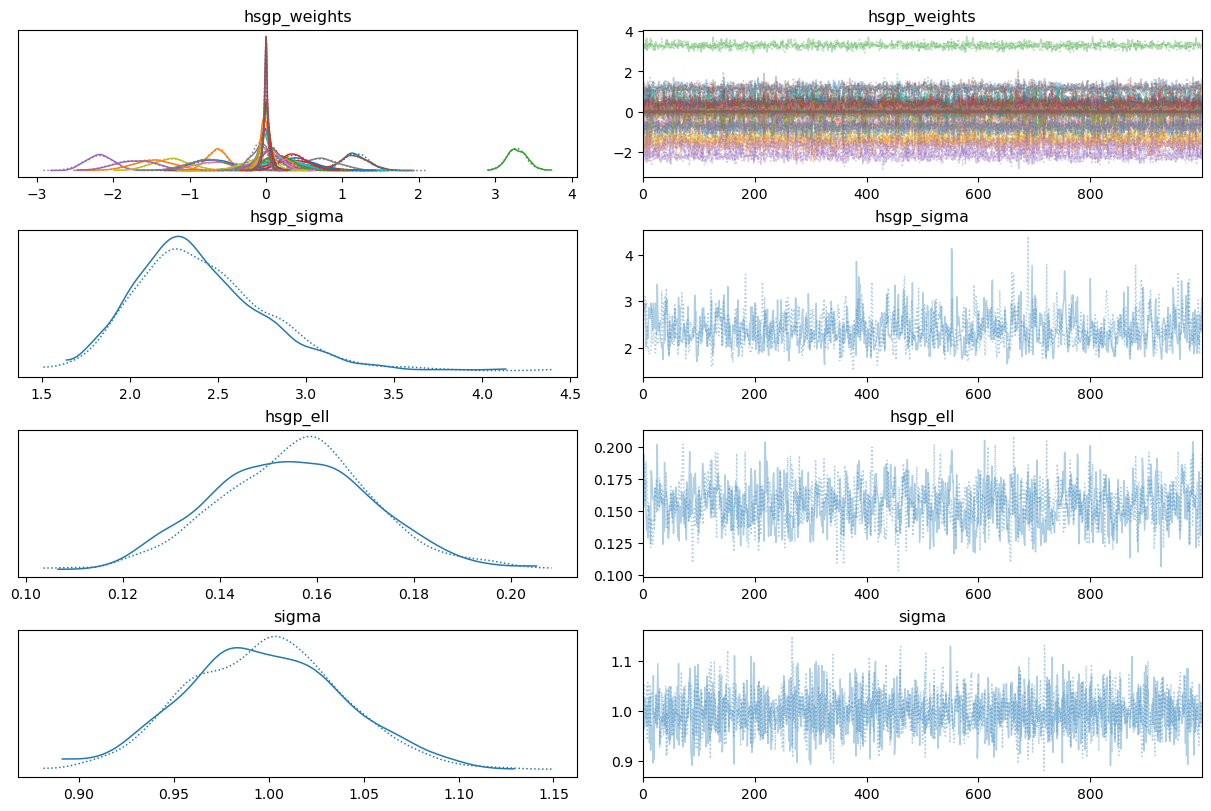 hsgp_weights hsgp_weights
4
2
0
−2
−3 −2 −1 0 1 2 3 4 0 200 400 600 800
hsgp_sigma hsgp_sigma
4
3
2
1.5 2.0 2.5 3.0 3.5 4.0 4.5 0 200 400 600 800
hsgp_ell hsgp_ell
0.200
0.175
0.150
0.125
0.100
0.10 0.12 0.14 0.16 0.18 0.20 0 200 400 600 800
sigma sigma
1.1
1.0
0.9
0.90 0.95 1.00 1.05 1.10 1.15 0 200 400 600 800